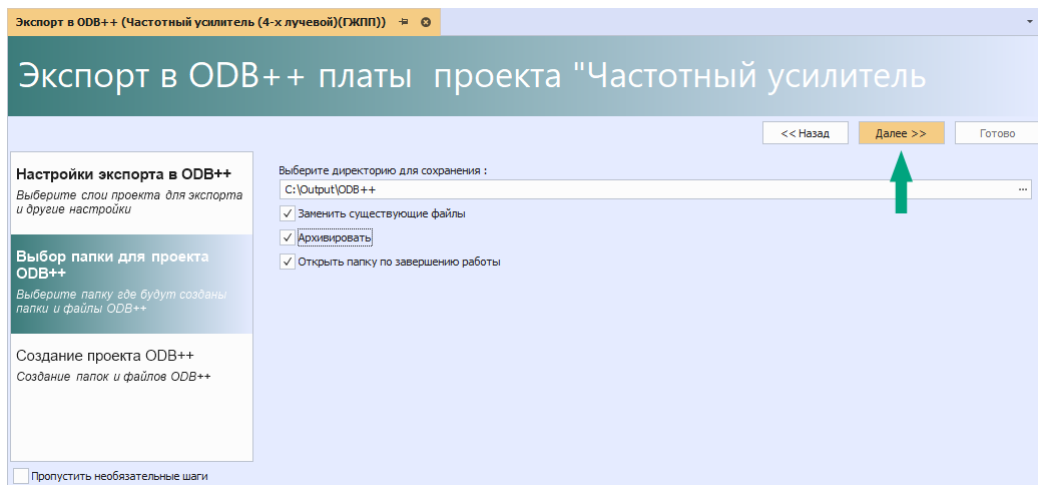 Экспорт в ODB++ (Частотный усилитель (4-х лучевой)(ГЖПП))
Экспорт в ODB++ платы проекта "Частотный усилитель
<< Назад
Далее >>
Готово
Настройки экспорта в ODB++
Выберите слои проекта для экспорта
и другие настройки
Выбор папки для проекта
ODB++
Выберите папку где будут созданы
папки и файлы ODB++
Создание проекта ODB++
Создание папок и файлов ODB++
Пропустить необязательные шаги
Выберите директорию для сохранения :
C:\Output\ODB++
...
Заменить существующие файлы
Архивировать
Открыть папку по завершению работы